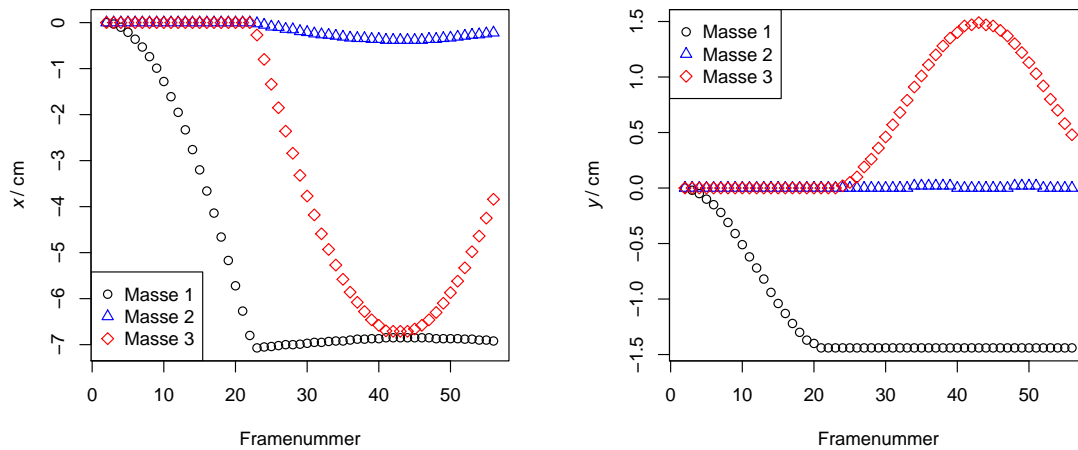 x / cm
0
−1
−2
−3
−4
−5
−6
−7
Masse 1
Masse 2
Masse 3
0 10 20 30 40 50
Framenummer
y / cm
1.5
1.0
0.5
0.0
−0.5
−1.0
−1.5
Masse 1
Masse 2
Masse 3
0 10 20 30 40 50
Framenummer